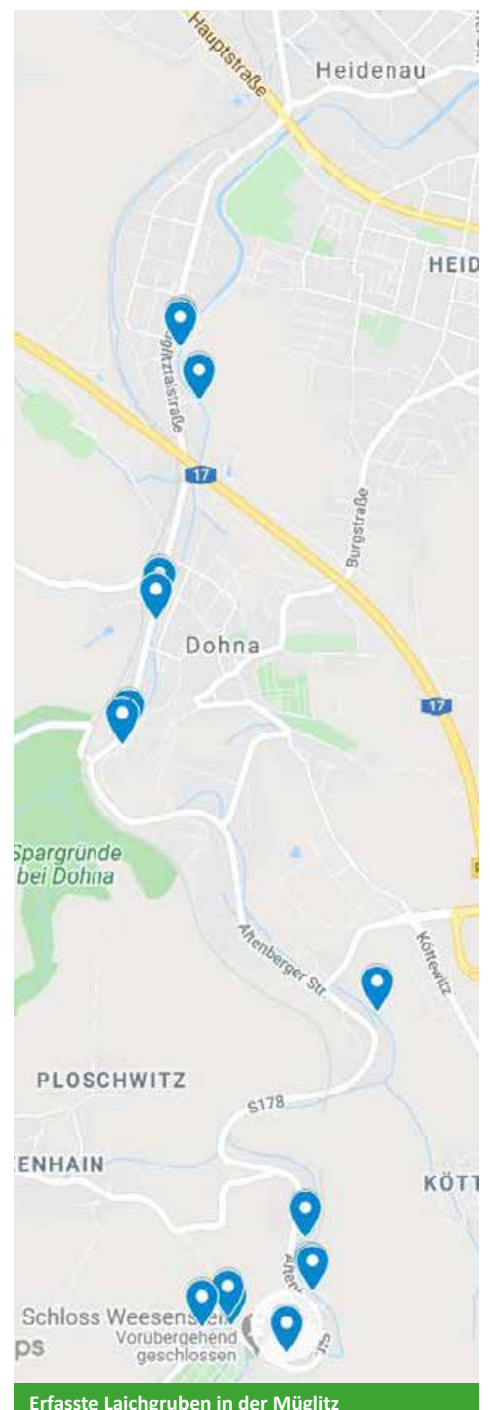 Hauptstraße
Heidenau
HEID
17
Burgstraße
Dohna
17
Spargründe
bei Dohna
Altenberger Str.
Köttewitz
PLOSCHWITZ
S178
ENHAIN
KÖTT
Schloss Weesenstein
Vorübergehend
geschlossen
ps
Erfasste Laichgruben in der Müglitz